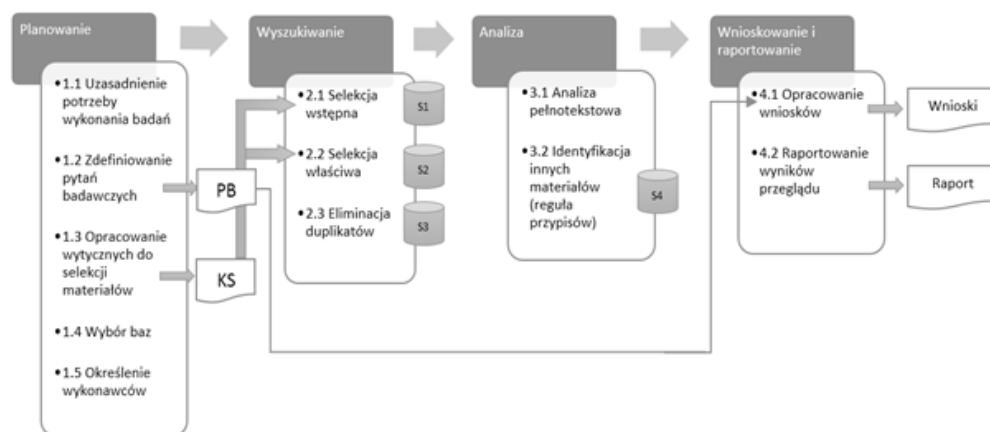 Planowanie
•1.1 Uzasadnienie
potrzeby
wykonania badań
•1.2 Zdefiniowanie
pytań
badawczych
•1.3 Opracowanie
wytycznych do
selekcji
materiałów
•1.4 Wybór baz
•1.5 Określenie
wykonawców
PB
KS
Wyszukiwanie
•2.1 Selekcja
wstępna
•2.2 Selekcja
właściwa
•2.3 Eliminacja
duplikatów
S1
S2
S3
Analiza
•3.1 Analiza
pełnotekstowa
•3.2 Identyfikacja
innych
materiałów
(reguła
przypisów)
S4
Wnioskowanie i
raportowanie
•4.1 Opracowanie
wniosków
•4.2 Raportowanie
wyników
przeglądu
Wnioski
Raport